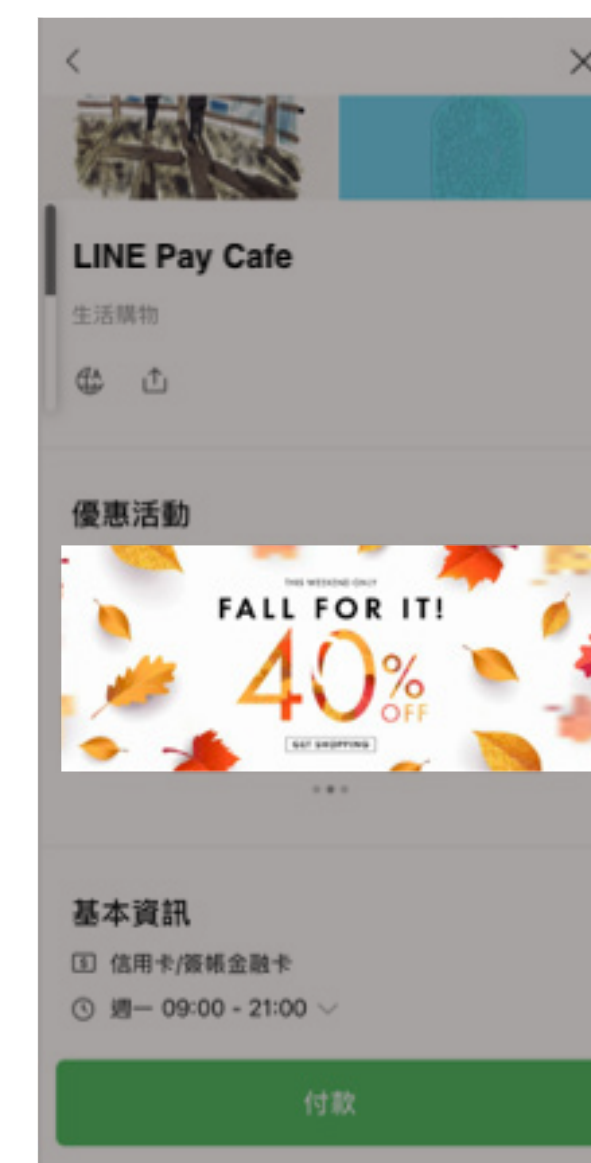 LINE Pay Cafe
生活購物
優惠活動
THIS WEEKEND ONLY
FALL FOR IT!
40%
OFF
GET SHOPPING
基本資訊
信用卡/簽帳金融卡
週一 09:00 - 21:00
付款